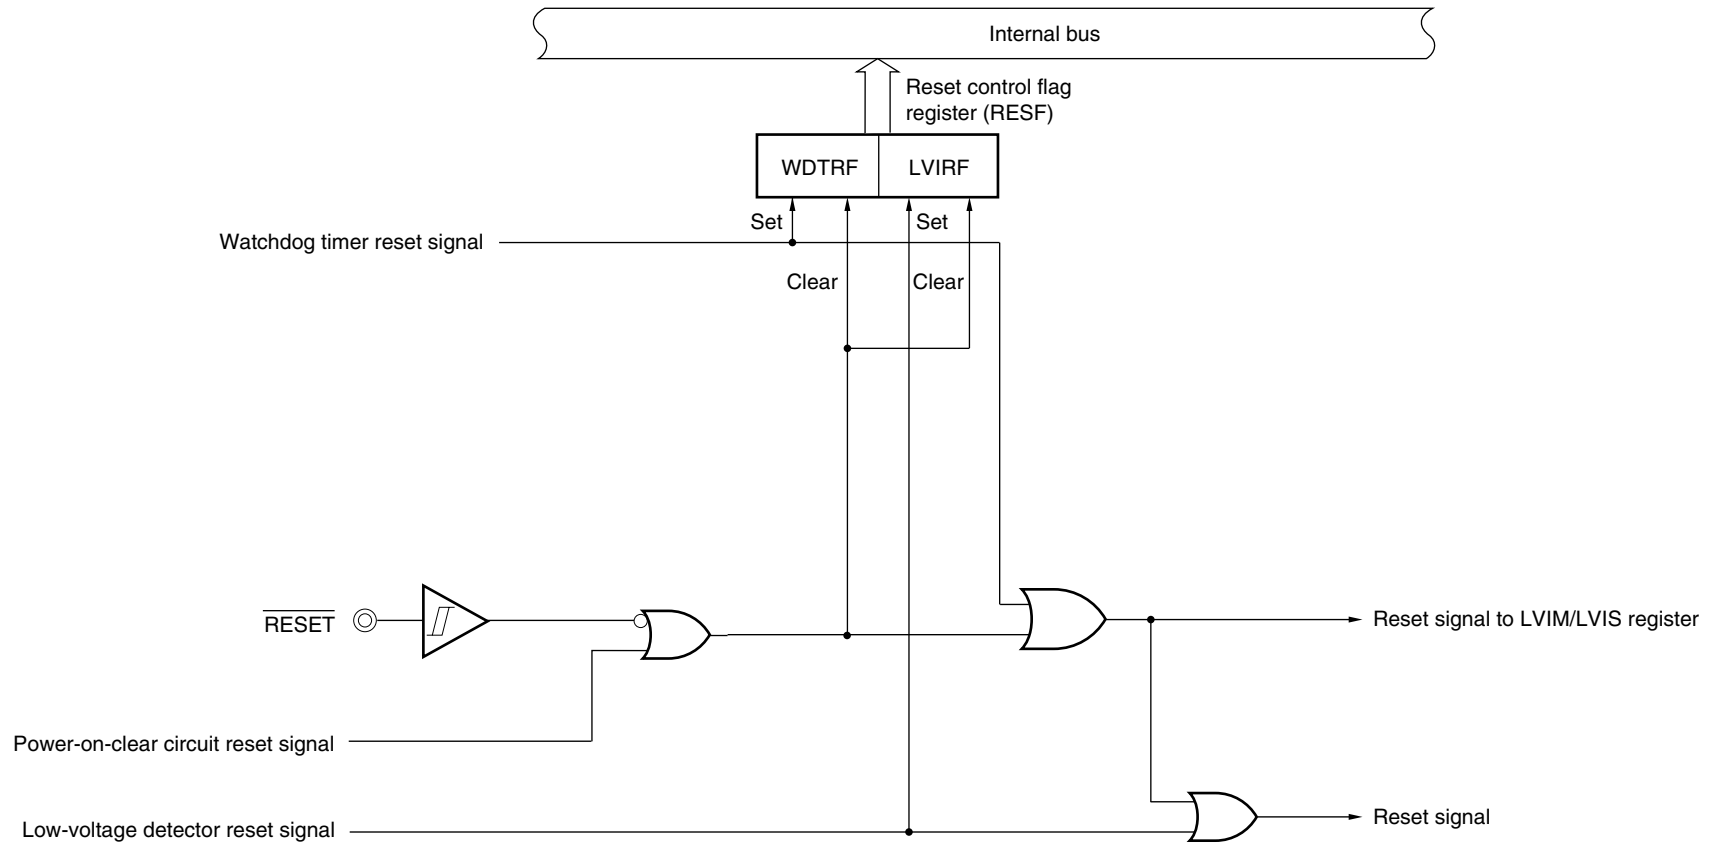 Internal bus
Reset control flag
register (RESF)
WDTRF
LVIRF
Set
Set
Watchdog timer reset signal
Clear
Clear
RESET
Reset signal to LVIM/LVIS register
Power-on-clear circuit reset signal
Low-voltage detector reset signal
Reset signal